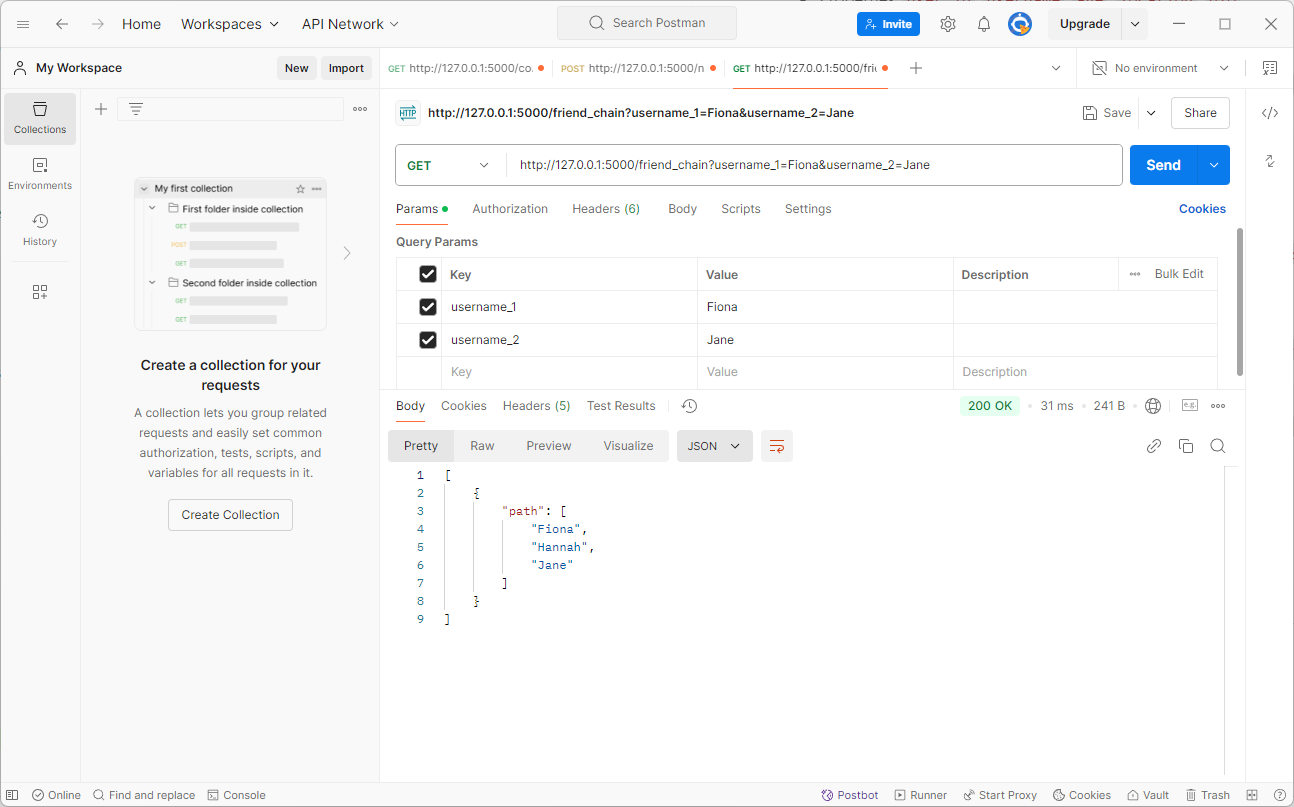 Home Workspaces API Network Search Postman Invite Upgrade
My Workspace New Import GET http://127.0.0.1:5000/co. POST http://127.0.0.1:5000/n GET http://127.0.0.1:5000/frie No environment
Collections
Environments
History
My first collection
First folder inside collection
GET
POST
GET
Second folder inside collection
GET
GET
Create a collection for your
requests
A collection lets you group related
requests and easily set common
authorization, tests, scripts, and
variables for all requests in it.
Create Collection
HTTP http://127.0.0.1:5000/friend_chain?username_1=Fiona&username_2=Jane Save Share
GET http://127.0.0.1:5000/friend_chain?username_1=Fiona&username_2=Jane Send
Params Authorization Headers (6) Body Scripts Settings Cookies
Query Params
Key Value Description Bulk Edit
username_1 Fiona
username_2 Jane
Key Value Description
Body Cookies Headers (5) Test Results 200 OK 31 ms 241 B e.g.
Pretty Raw Preview Visualize JSON
1 [
2 {
3 "path": [
4 "Fiona",
5 "Hannah",
6 "Jane"
7 ]
8 }
9 ]
Online Find and replace Console Postbot Runner Start Proxy Cookies Vault Trash